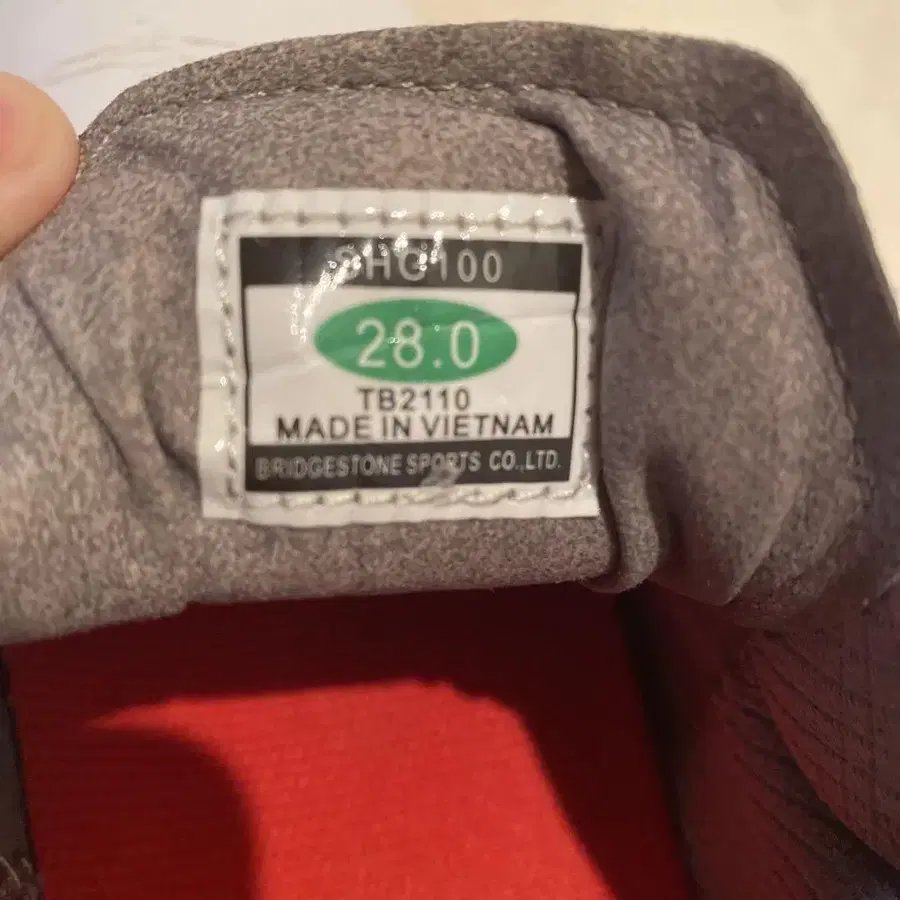 SHG100
28.0
TB2110
MADE IN VIETNAM
BRIDGESTONE SPORTS CO.,LTD.